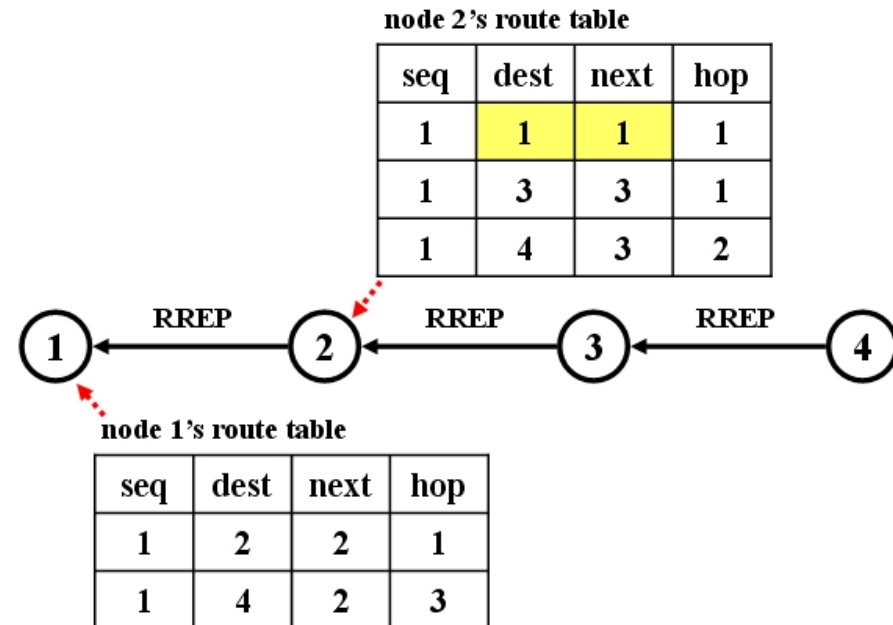 node 2’s route table
seq dest next hop
1 1 1 1
1 3 3 1
1 4 3 2
1 RREP 2 RREP 3 RREP 4
node 1’s route table
seq dest next hop
1 2 2 1
1 4 2 3